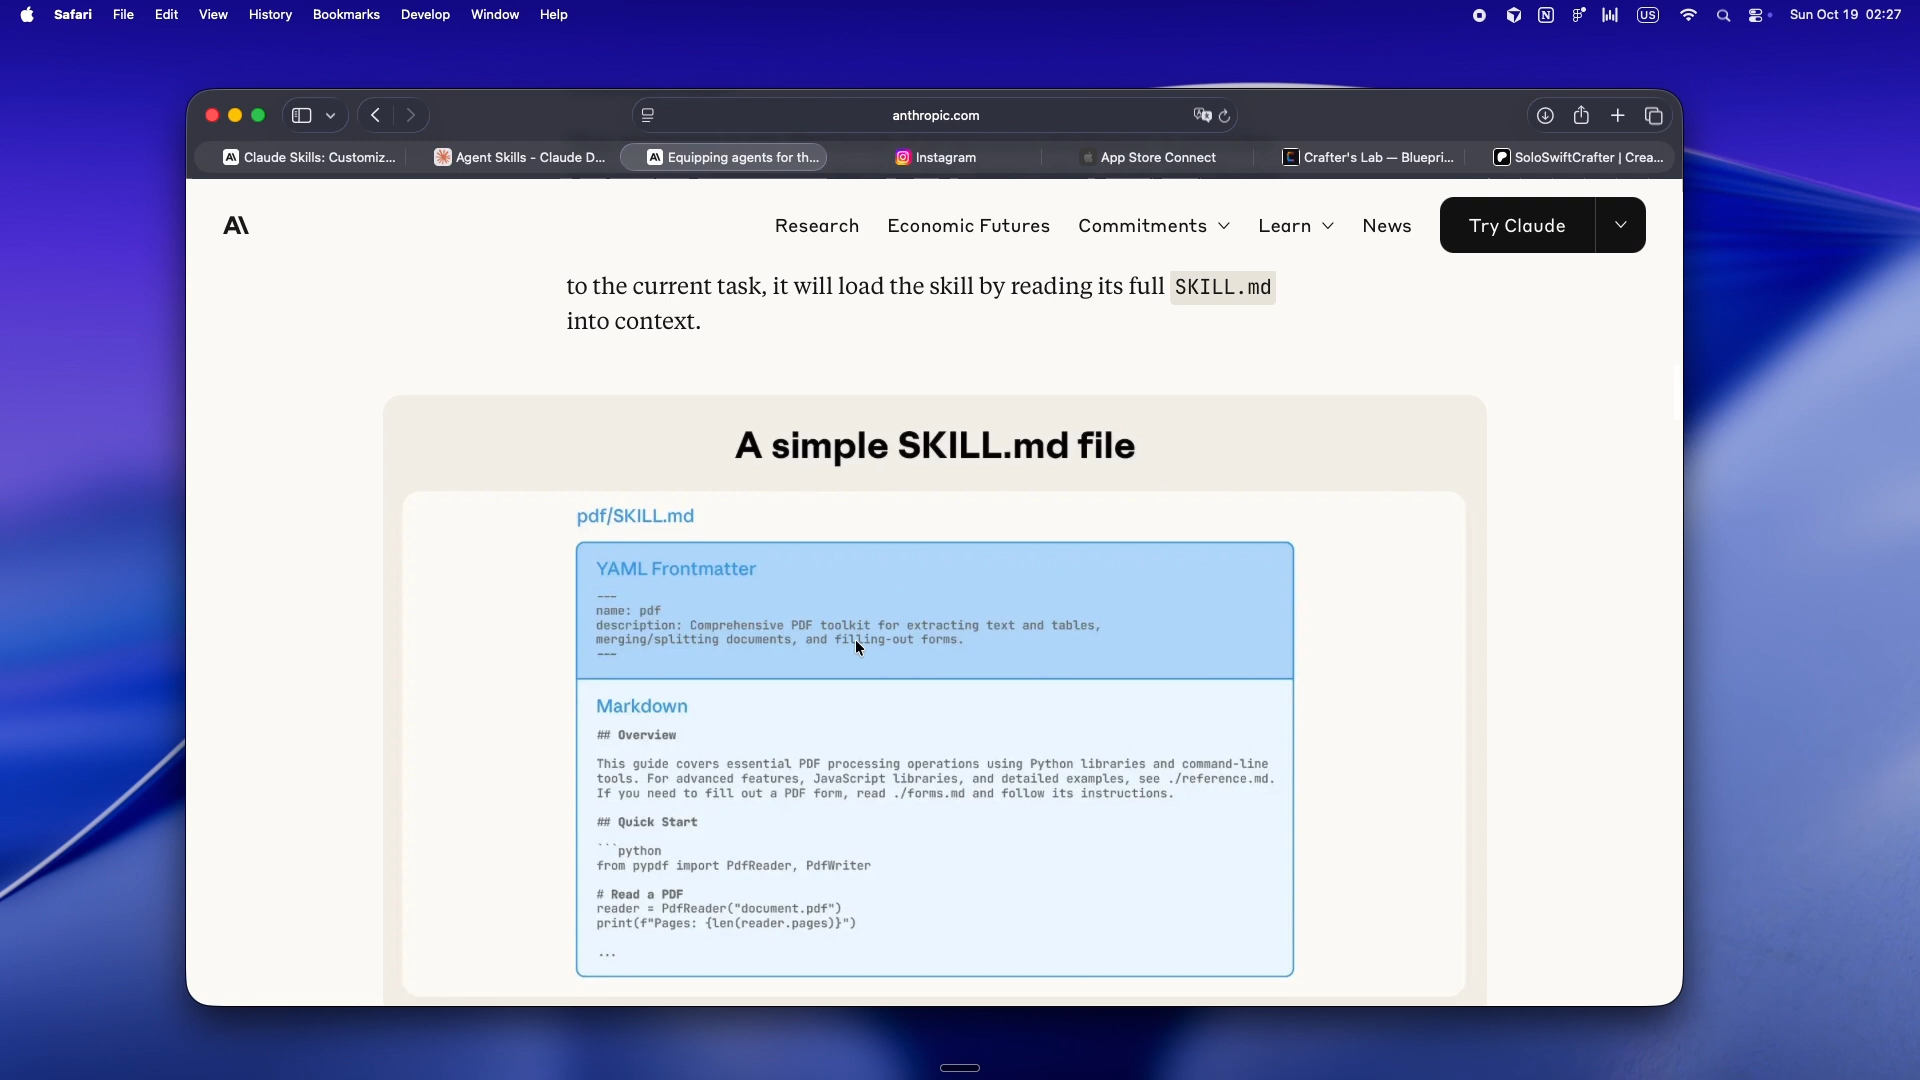 Safari File Edit View History Bookmarks Develop Window Help
US Sun Oct 19 02:27
anthropic.com
Claude Skills: Customiz...
Agent Skills - Claude D...
Equipping agents for th...
Instagram
App Store Connect
Crafter's Lab — Bluepri...
SoloSwiftCrafter | Crea...
Research Economic Futures Commitments Learn News Try Claude
to the current task, it will load the skill by reading its full SKILL.md
into context.
A simple SKILL.md file
pdf/SKILL.md
YAML Frontmatter
---
name: pdf
description: Comprehensive PDF toolkit for extracting text and tables,
merging/splitting documents, and filling-out forms.
---
Markdown
## Overview
This guide covers essential PDF processing operations using Python libraries and command-line
tools. For advanced features, JavaScript libraries, and detailed examples, see ./reference.md.
If you need to fill out a PDF form, read ./forms.md and follow its instructions.
## Quick Start
```python
from pypdf import PdfReader, PdfWriter
# Read a PDF
reader = PdfReader("document.pdf")
print(f"Pages: {len(reader.pages)}")
...